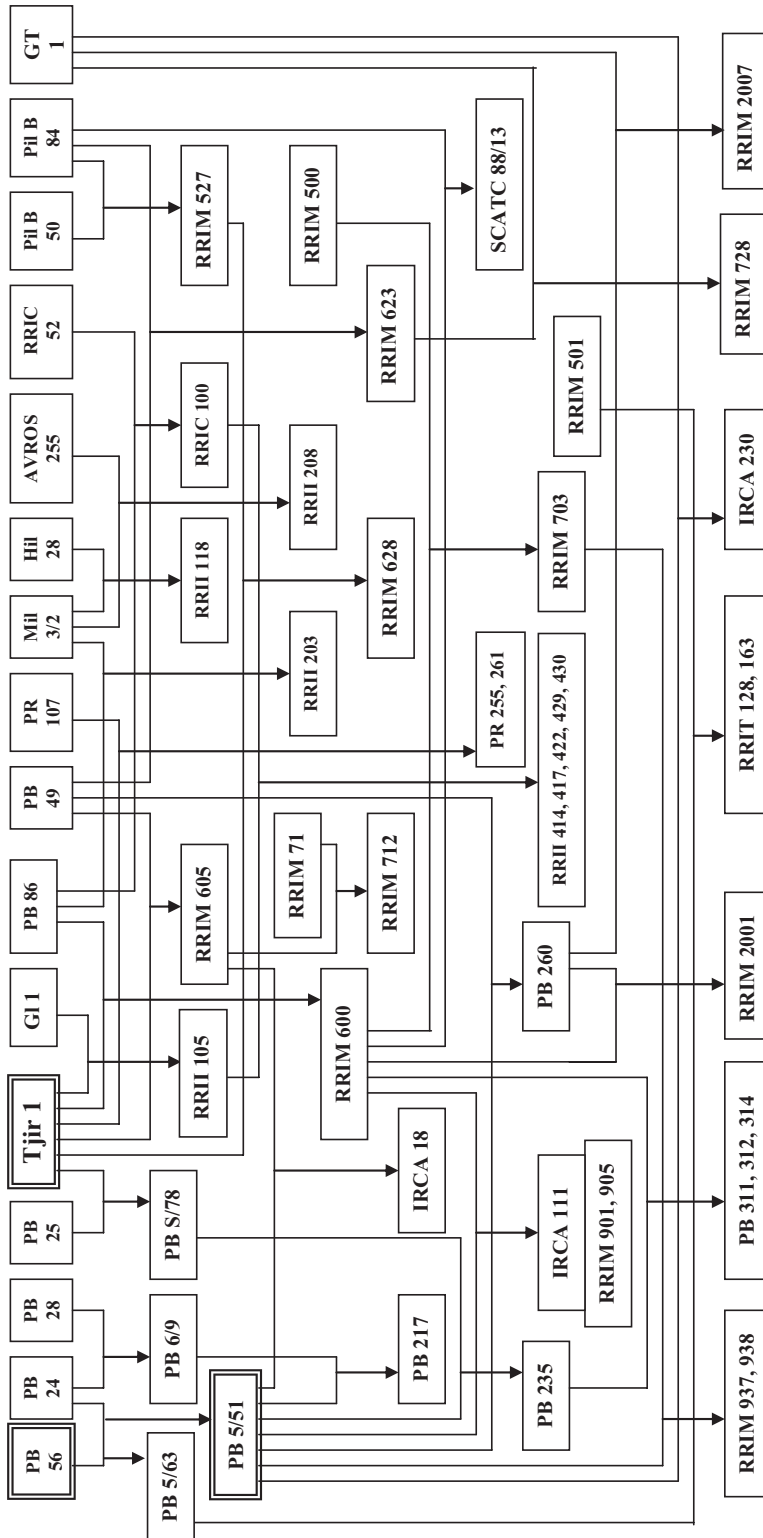 PB
56
PB
24
PB
28
PB
25
Tjir 1
Gl 1
PB 86
PB
49
PR
107
Mil
3/2
Hil
28
AVROS
255
RRIC
52
Pil B
50
Pil B
84
GT
1
PB 5/63
PB 6/9
PB S/78
RRII 105
RRIM 605
RRII 118
RRIC 100
RRIM 527
PB 5/51
RRIM 71
RRII 203
RRII 208
RRIM 500
RRIM 600
PB 217
IRCA 18
RRIM 712
RRIM 628
RRIM 623
PR 255, 261
SCATC 88/13
PB 235
IRCA 111
RRIM 901, 905
PB 260
RRII 414, 417, 422, 429, 430
RRIM 703
RRIM 501
RRIM 937, 938
PB 311, 312, 314
RRIM 2001
RRIT 128, 163
IRCA 230
RRIM 728
RRIM 2007